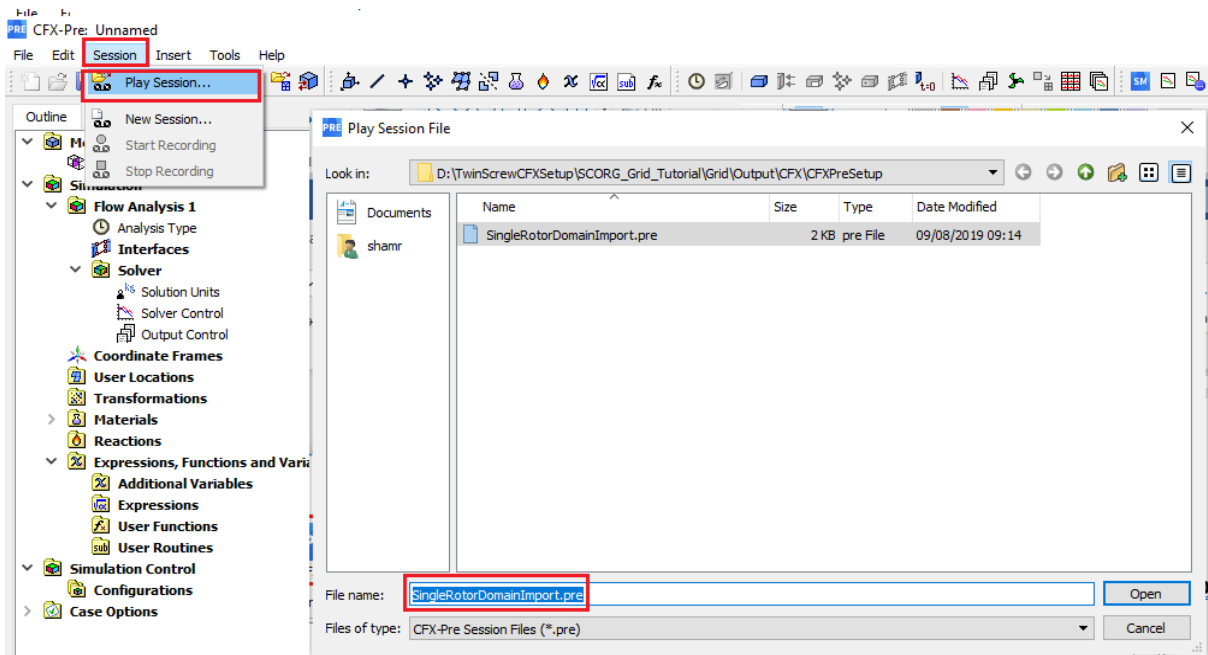 PRE CFX-Pre: Unnamed
File Edit Session Insert Tools Help
Play Session...
New Session...
Start Recording
Stop Recording
Outline
Simulation
Flow Analysis 1
Analysis Type
Interfaces
Solver
Solution Units
Solver Control
Output Control
Coordinate Frames
User Locations
Transformations
Materials
Reactions
Expressions, Functions and Varia
Additional Variables
Expressions
User Functions
User Routines
Simulation Control
Configurations
Case Options
PRE Play Session File
Look in: D:\TwinScrewCFXSetup\SCORG_Grid_Tutorial\Grid\Output\CFX\CFXPreSetup
Documents
shamr
Name Size Type Date Modified
SingleRotorDomainImport.pre 2 KB pre File 09/08/2019 09:14
File name: SingleRotorDomainImport.pre Open
Files of type: CFX-Pre Session Files (*.pre) Cancel